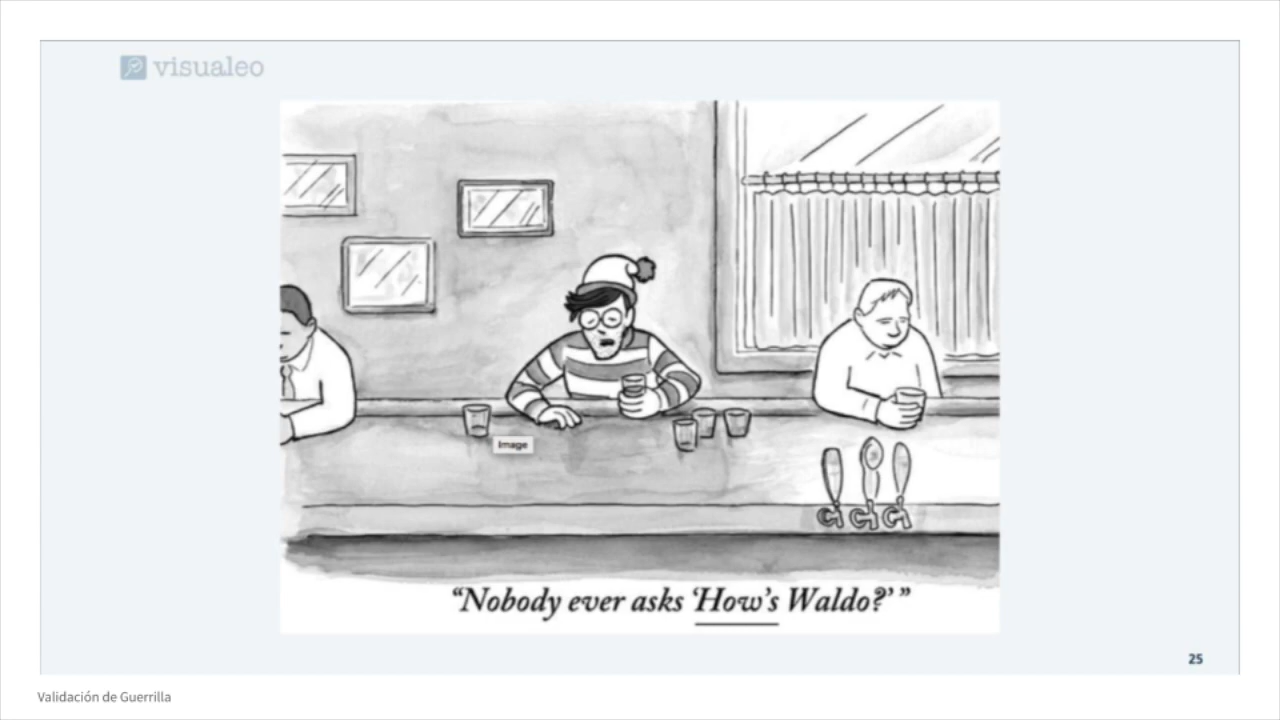 visualeo
Image
“Nobody ever asks ‘How’s Waldo?’ ”
25
Validación de Guerrilla